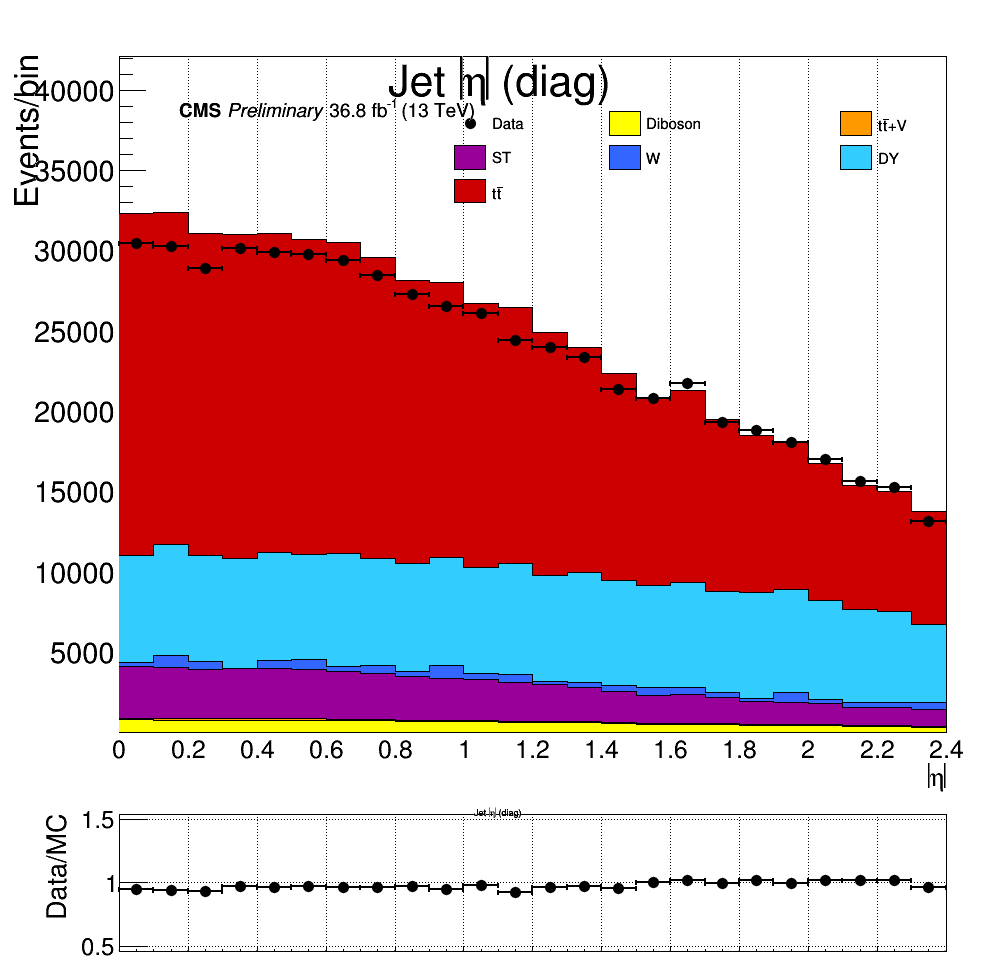 Jet |η| (diag)
Events/bin
CMS Preliminary 36.8 fb⁻¹ (13 TeV)
Data
Diboson
tt̄+V
ST
W
DY
tt̄
40000
35000
30000
25000
20000
15000
10000
5000
0 0.2 0.4 0.6 0.8 1 1.2 1.4 1.6 1.8 2 2.2 2.4
|η|
Jet |η| (diag)
Data/MC
1.5
1
0.5